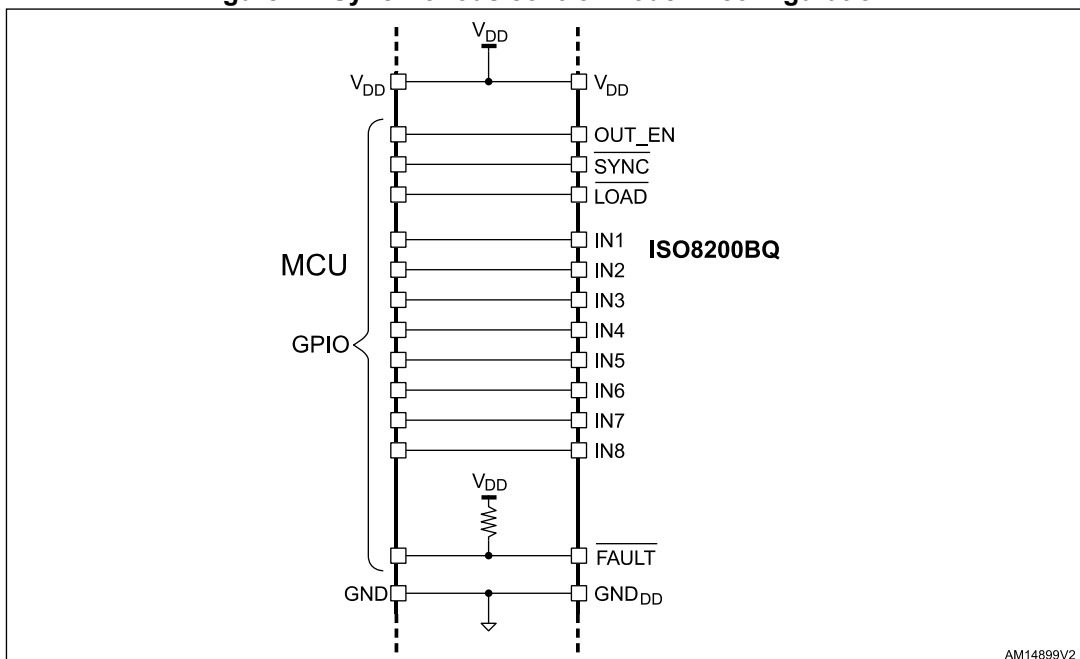 V_DD
V_DD V_DD
OUT_EN
SYNC
LOAD
IN1
ISO8200BQ
MCU
IN2
IN3
IN4
GPIO
IN5
IN6
IN7
IN8
V_DD
FAULT
GND GND_DD
AM14899V2